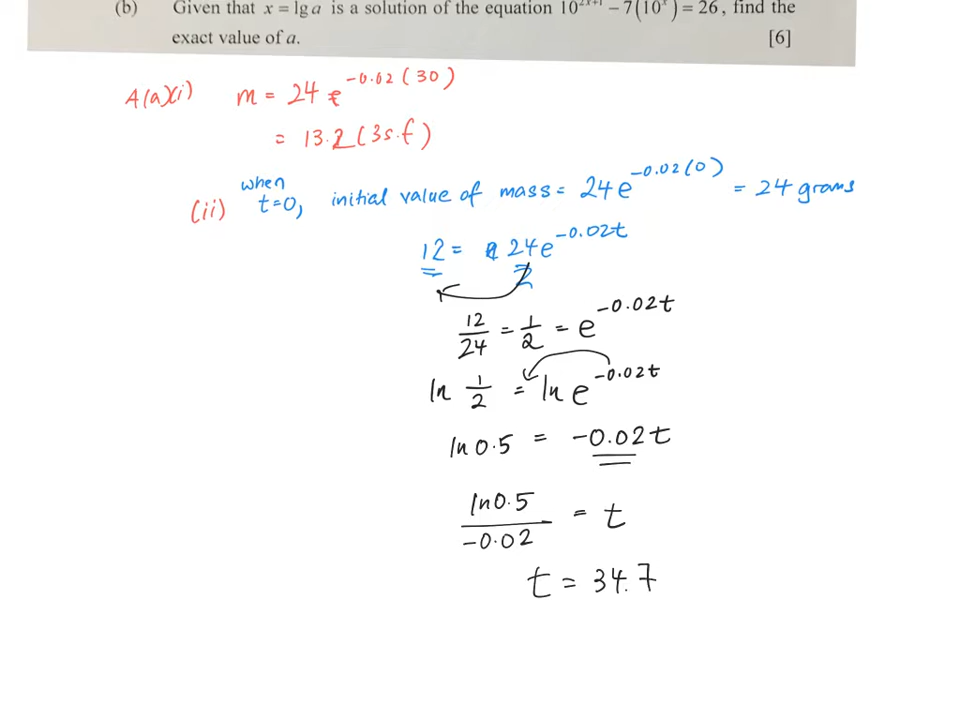 (b) Given that x = lg a is a solution of the equation 10^(2x+1) − 7(10^x) = 26, find the
exact value of a. [6]
A(a)(i) m = 24 e^(-0.02(30))
= 13.2 (3s.f)
(ii) when t=0, initial value of mass = 24e^(-0.02(0)) = 24 grams
12 = 24e^(-0.02t)
12/24 = 1/2 = e^(-0.02t)
ln 1/2 = ln e^(-0.02t)
ln 0.5 = -0.02t
ln0.5/-0.02 = t
t = 34.7